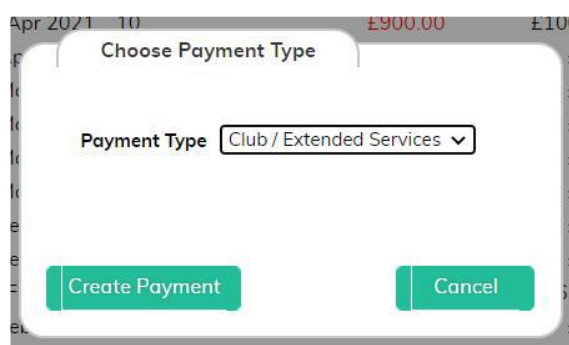 Apr 2021 10 £900.00 £10
Choose Payment Type
Payment Type Club / Extended Services
Create Payment Cancel